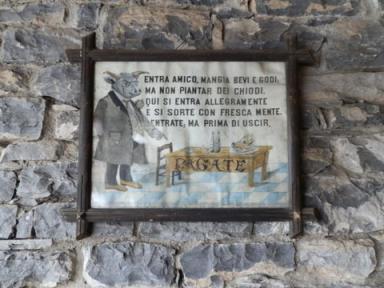 ENTRA AMICO, MANGIA BEVI E GODI,
MA NON PIANTAR DEI CHIODI.
QUI SI ENTRA ALLEGRAMENTE
E SI SORTE CON FRESCA MENTE.
ENTRATE, MA PRIMA DI USCIR,
PAGATE